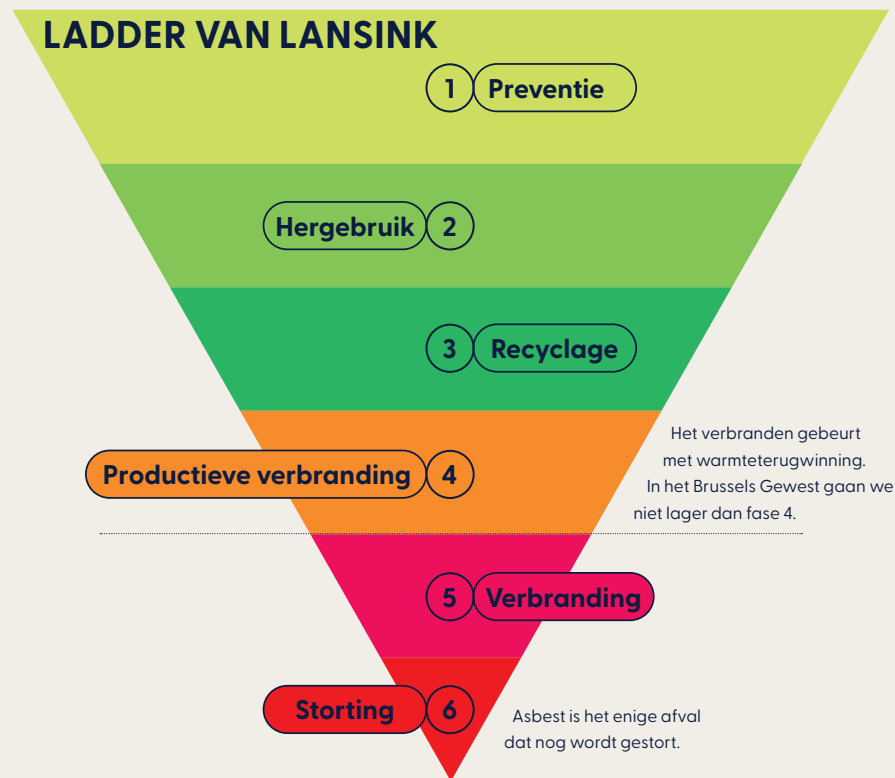 LADDER VAN LANSINK
1 Preventie
Hergebruik 2
3 Recyclage
Productieve verbranding 4
Het verbranden gebeurt
met warmteterugwinning.
In het Brussels Gewest gaan we
niet lager dan fase 4.
5 Verbranding
Storting 6
Asbest is het enige afval
dat nog wordt gestort.